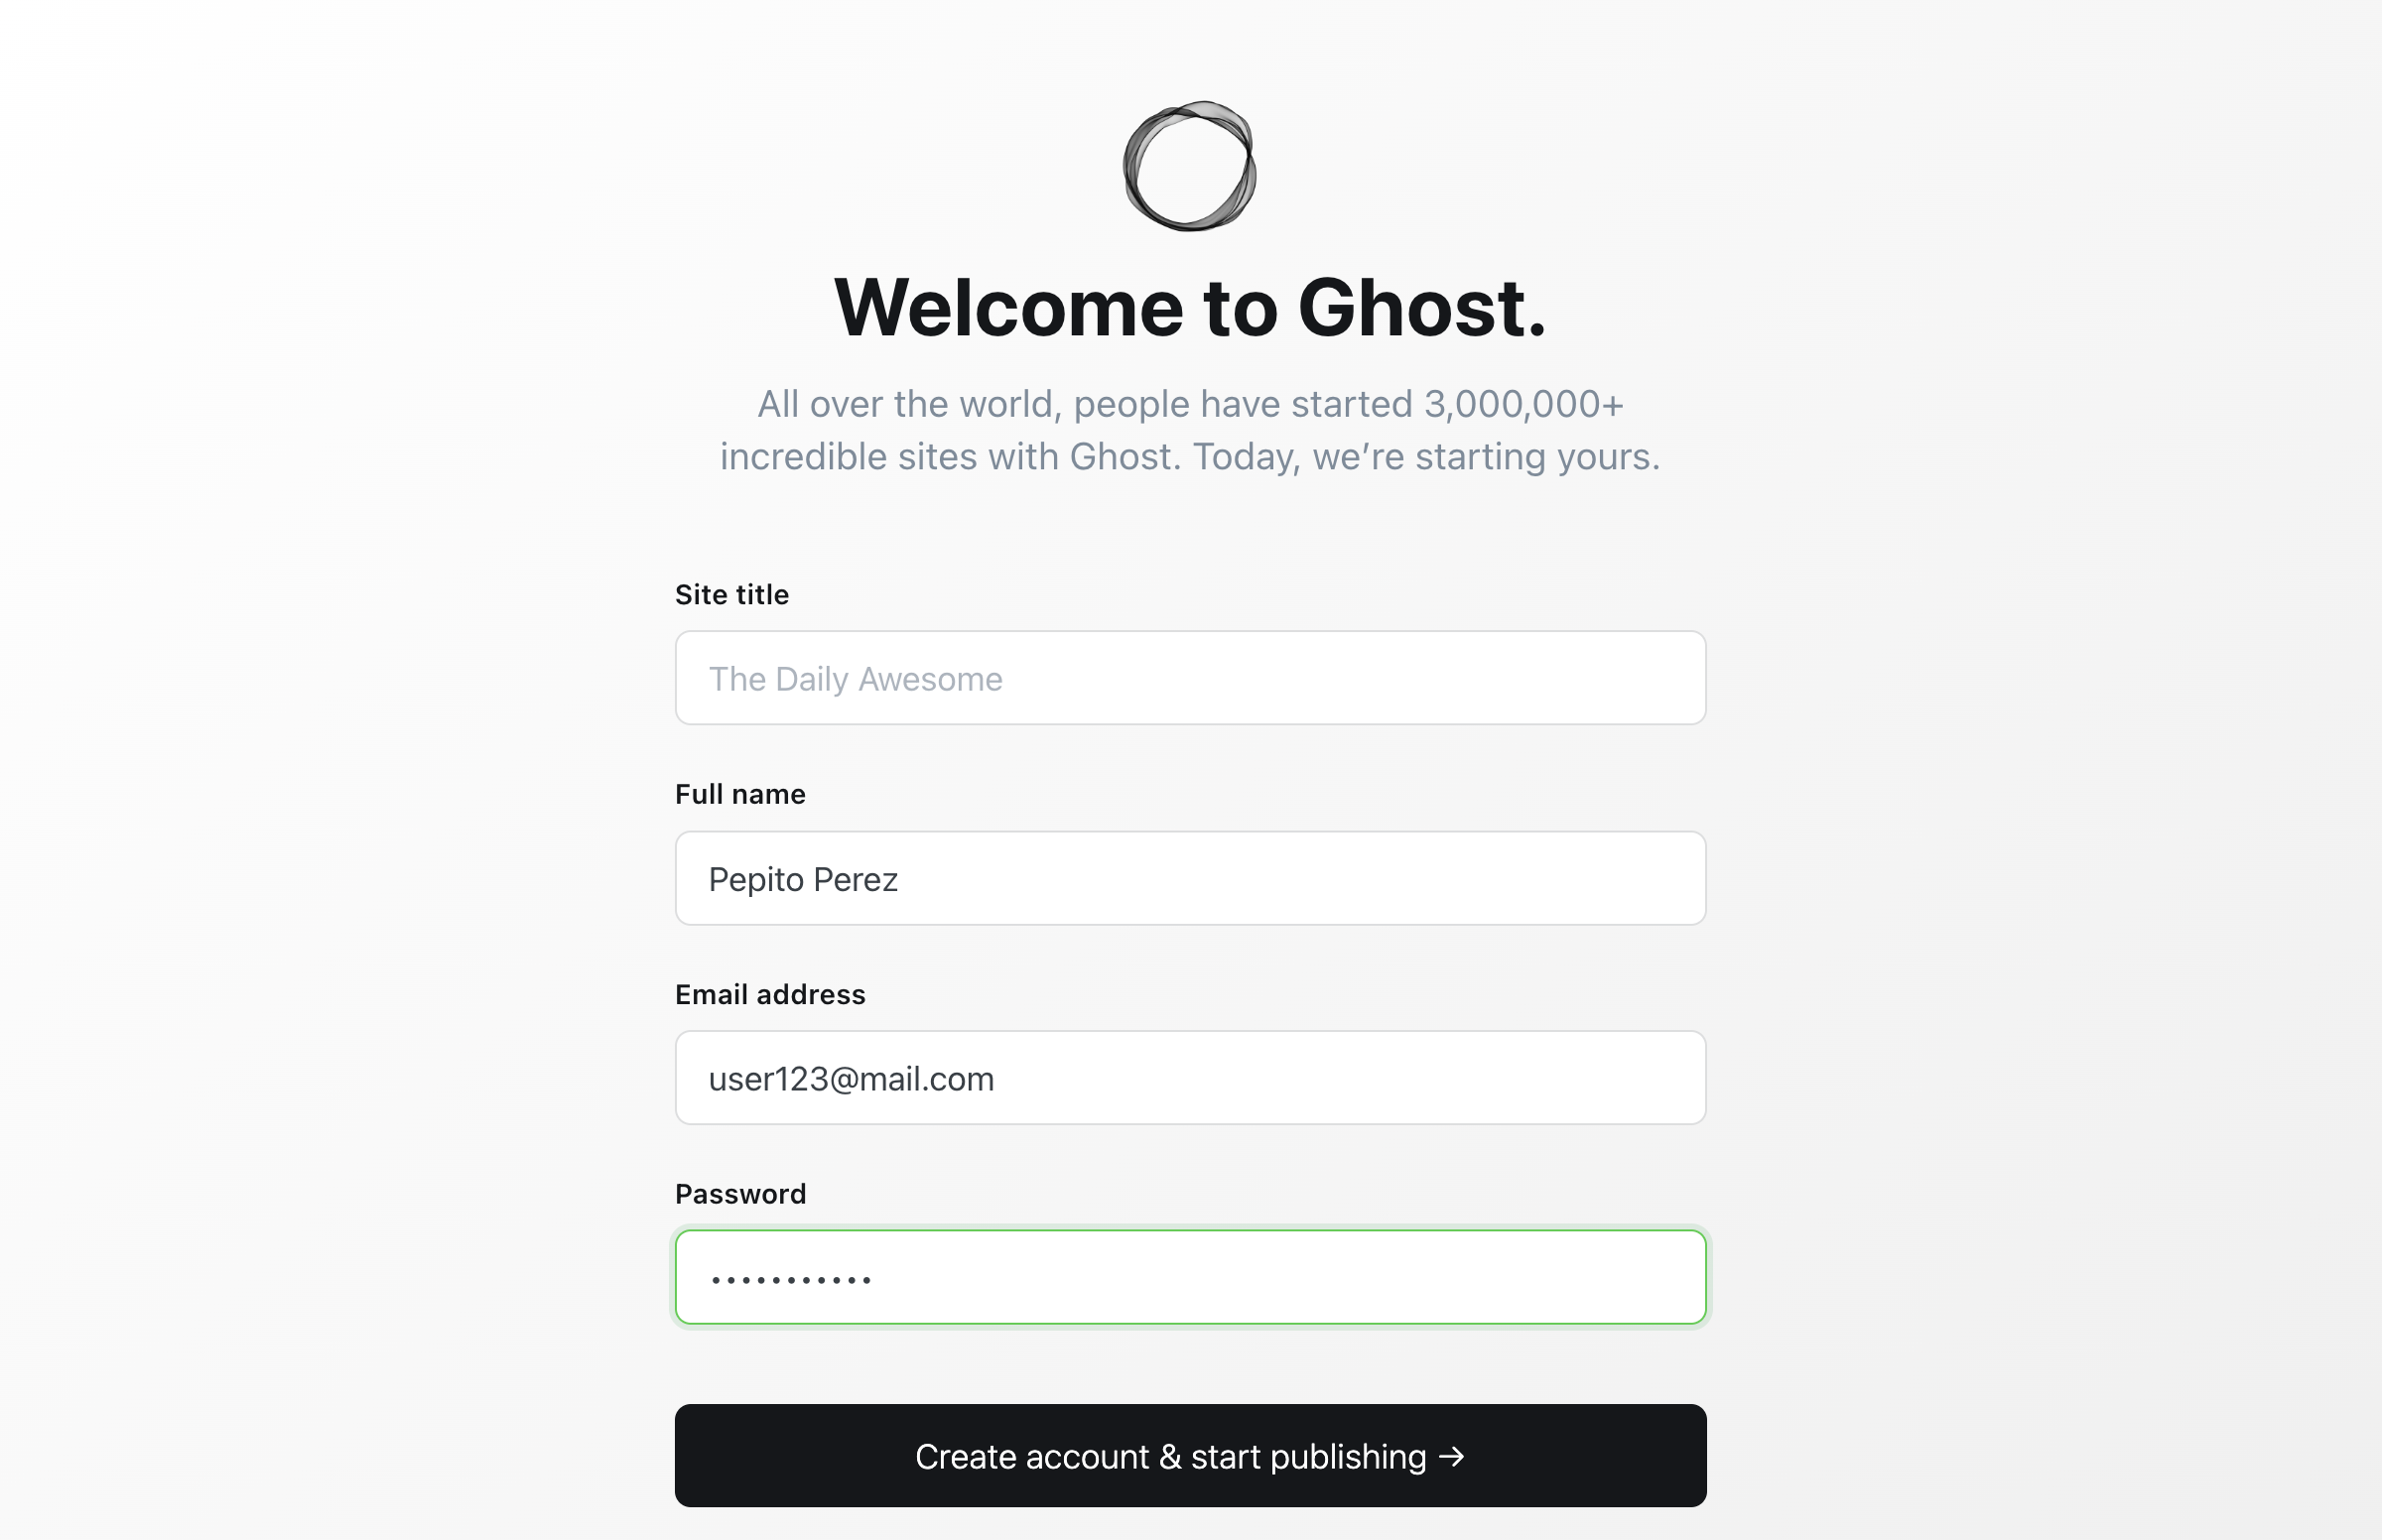 Welcome to Ghost.
All over the world, people have started 3,000,000+
incredible sites with Ghost. Today, we’re starting yours.
Site title
The Daily Awesome
Full name
Pepito Perez
Email address
user123@mail.com
Password
•••••••••••
Create account & start publishing →